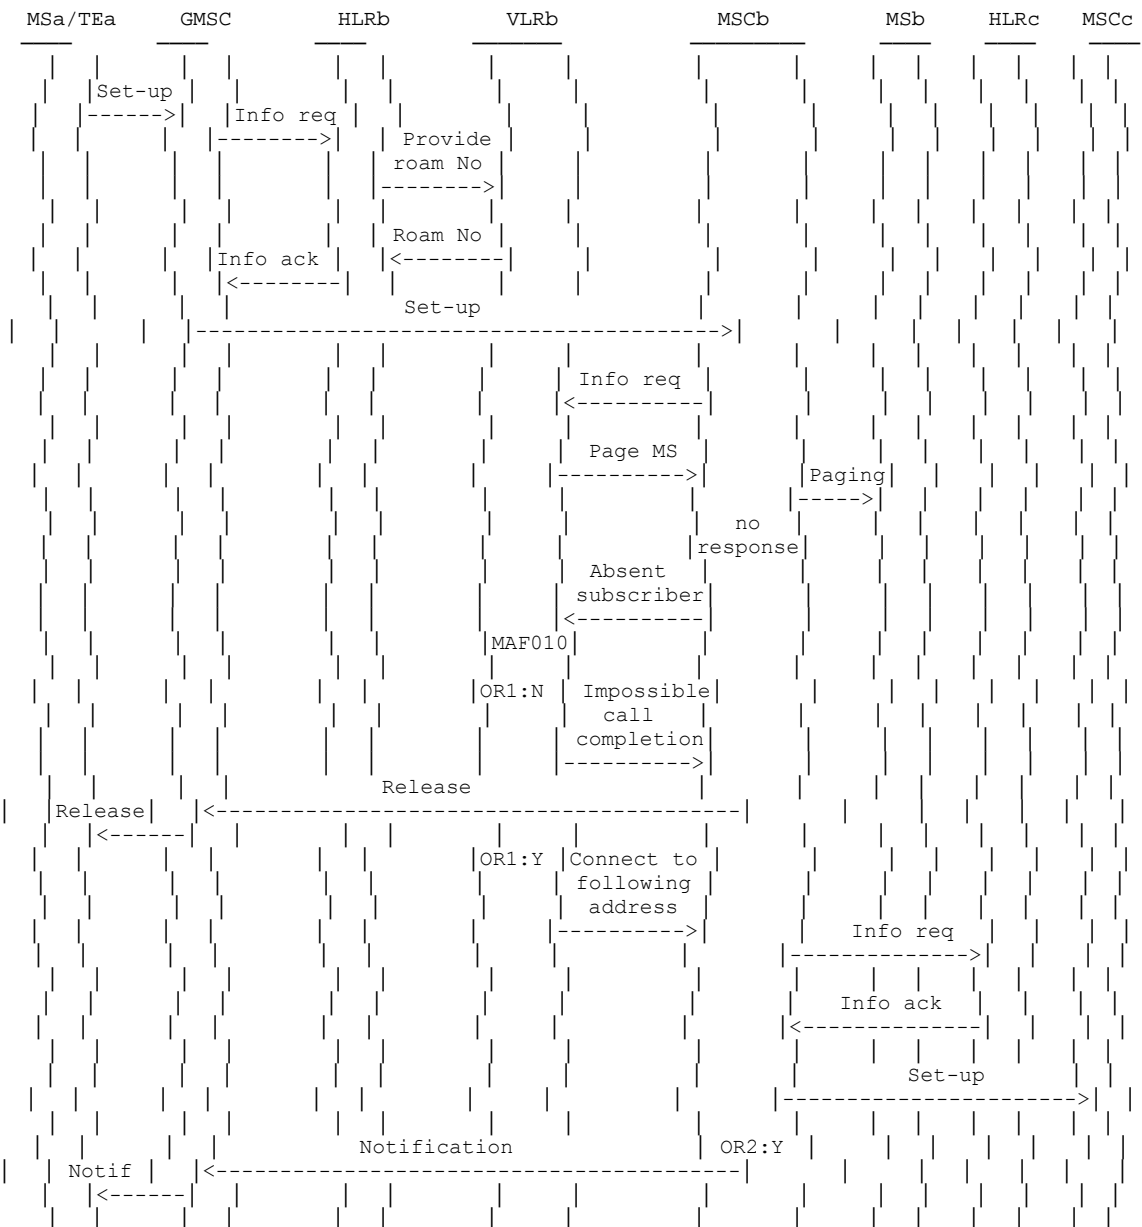 MSa/TEa GMSC HLRb VLRb MSCb MSb HLRc MSCc
Set-up
Info req
Provide
roam No
Roam No
Info ack
Set-up
Info req
Page MS
Paging
no
response
Absent
subscriber
MAF010
OR1:N Impossible
call
completion
Release
Release
OR1:Y Connect to
following
address
Info req
Info ack
Set-up
Notification OR2:Y
Notif